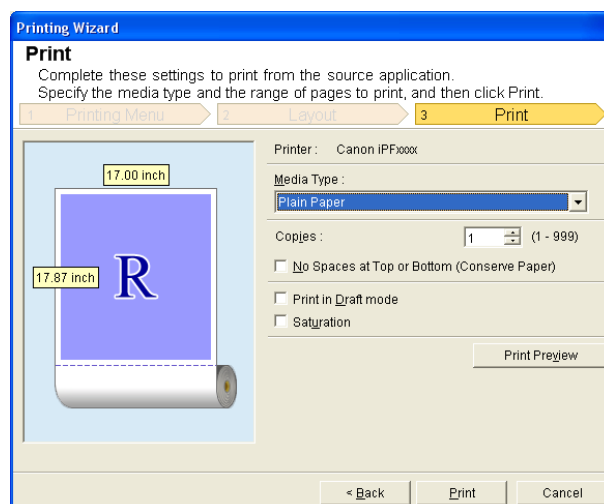 Printing Wizard
Print
Complete these settings to print from the source application.
Specify the media type and the range of pages to print, and then click Print.
1 Printing Menu 2 Layout 3 Print
Printer : Canon iPFxxxx
17.00 inch
Media Type :
Plain Paper
Copies : 1 (1 - 999)
R
17.87 inch
No Spaces at Top or Bottom (Conserve Paper)
Print in Draft mode
Saturation
Print Preview
< Back Print Cancel